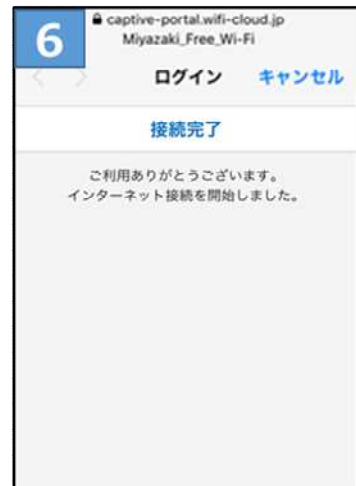 6
captive-portal.wifi-cloud.jp
Miyazaki_Free_Wi-Fi
ログイン キャンセル
接続完了
ご利用ありがとうございます。
インターネット接続を開始しました。